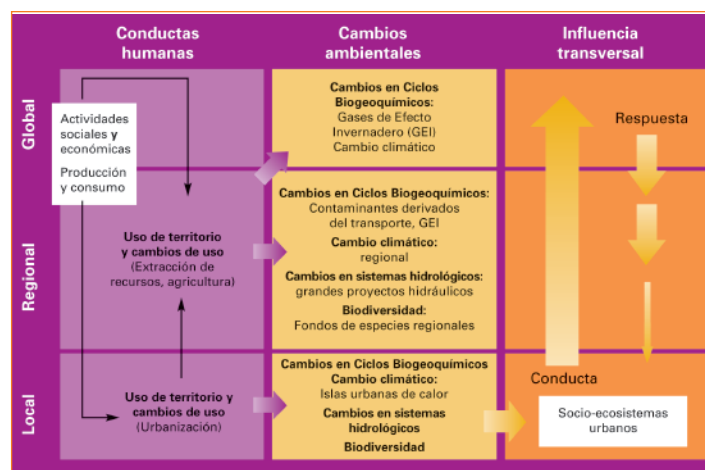 Conductas
humanas
Cambios
ambientales
Influencia
transversal
Global
Actividades
sociales y
económicas
Producción
y consumo
Cambios en Ciclos
Biogeoquímicos:
Gases de Efecto
Invernadero (GEI)
Cambio climático
Respuesta
Regional
Uso de territorio
y cambios de uso
(Extracción de
recursos, agricultura)
Cambios en Ciclos Biogeoquímicos:
Contaminantes derivados
del transporte, GEI
Cambio climático:
regional
Cambios en sistemas hidrológicos:
grandes proyectos hidráulicos
Biodiversidad:
Fondos de especies regionales
Local
Uso de territorio y
cambios de uso
(Urbanización)
Cambios en Ciclos Biogeoquímicos
Cambio climático:
Islas urbanas de calor
Cambios en sistemas
hidrológicos
Biodiversidad
Conducta
Socio-ecosistemas
urbanos